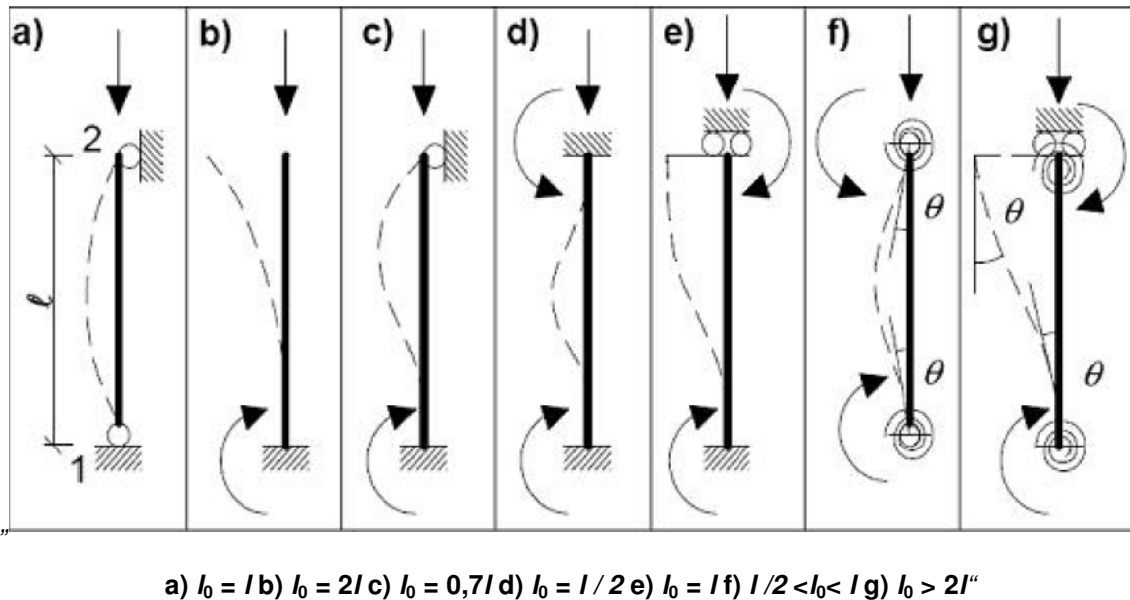 a) b) c) d) e) f) g)
2
ℓ
θ θ
θ θ
1
”
a) l₀ = l b) l₀ = 2l c) l₀ = 0,7l d) l₀ = l / 2 e) l₀ = l f) l /2 <l₀< l g) l₀ > 2l“